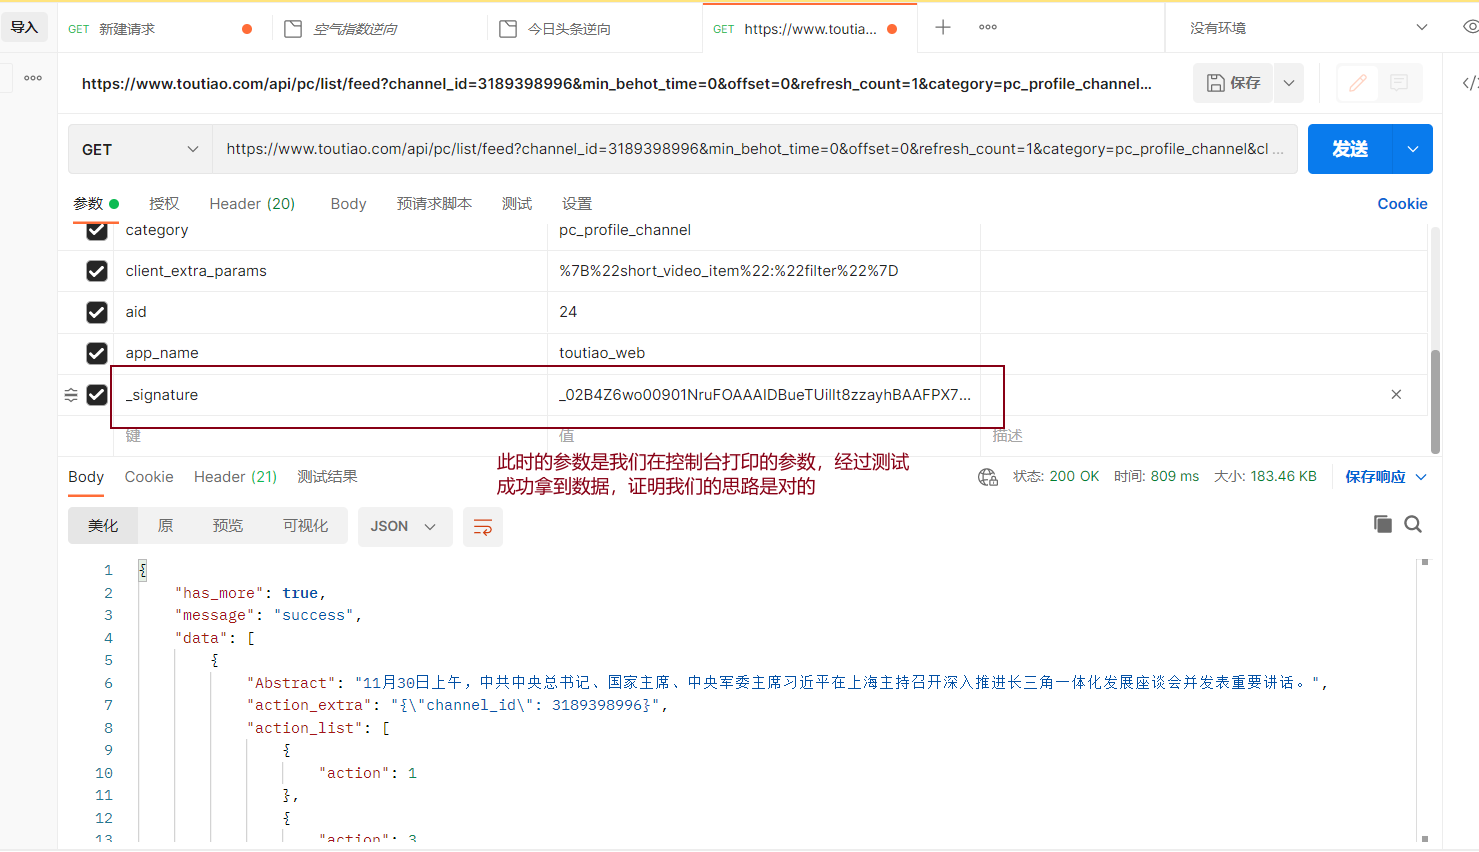 导入
GET 新建请求
空气指数逆向
今日头条逆向
GET https://www.toutia...
没有环境
https://www.toutiao.com/api/pc/list/feed?channel_id=3189398996&min_behot_time=0&offset=0&refresh_count=1&category=pc_profile_channel...
保存
GET
https://www.toutiao.com/api/pc/list/feed?channel_id=3189398996&min_behot_time=0&offset=0&refresh_count=1&category=pc_profile_channel&cl ...
发送
参数 授权 Header (20) Body 预请求脚本 测试 设置 Cookie
category pc_profile_channel
client_extra_params %7B%22short_video_item%22:%22filter%22%7D
aid 24
app_name toutiao_web
_signature _02B4Z6wo00901NruFOAAAIDBueTUillt8zzayhBAAFPX7...
键 值 描述
此时的参数是我们在控制台打印的参数，经过测试
成功拿到数据，证明我们的思路是对的
Body Cookie Header (21) 测试结果 状态: 200 OK 时间: 809 ms 大小: 183.46 KB 保存响应
美化 原 预览 可视化 JSON
1 {
2 "has_more": true,
3 "message": "success",
4 "data": [
5 {
6 "Abstract": "11月30日上午，中共中央总书记、国家主席、中央军委主席习近平在上海主持召开深入推进长三角一体化发展座谈会并发表重要讲话。",
7 "action_extra": "{\"channel_id\": 3189398996}",
8 "action_list": [
9 {
10 "action": 1
11 },
12 {
13 "action": 3